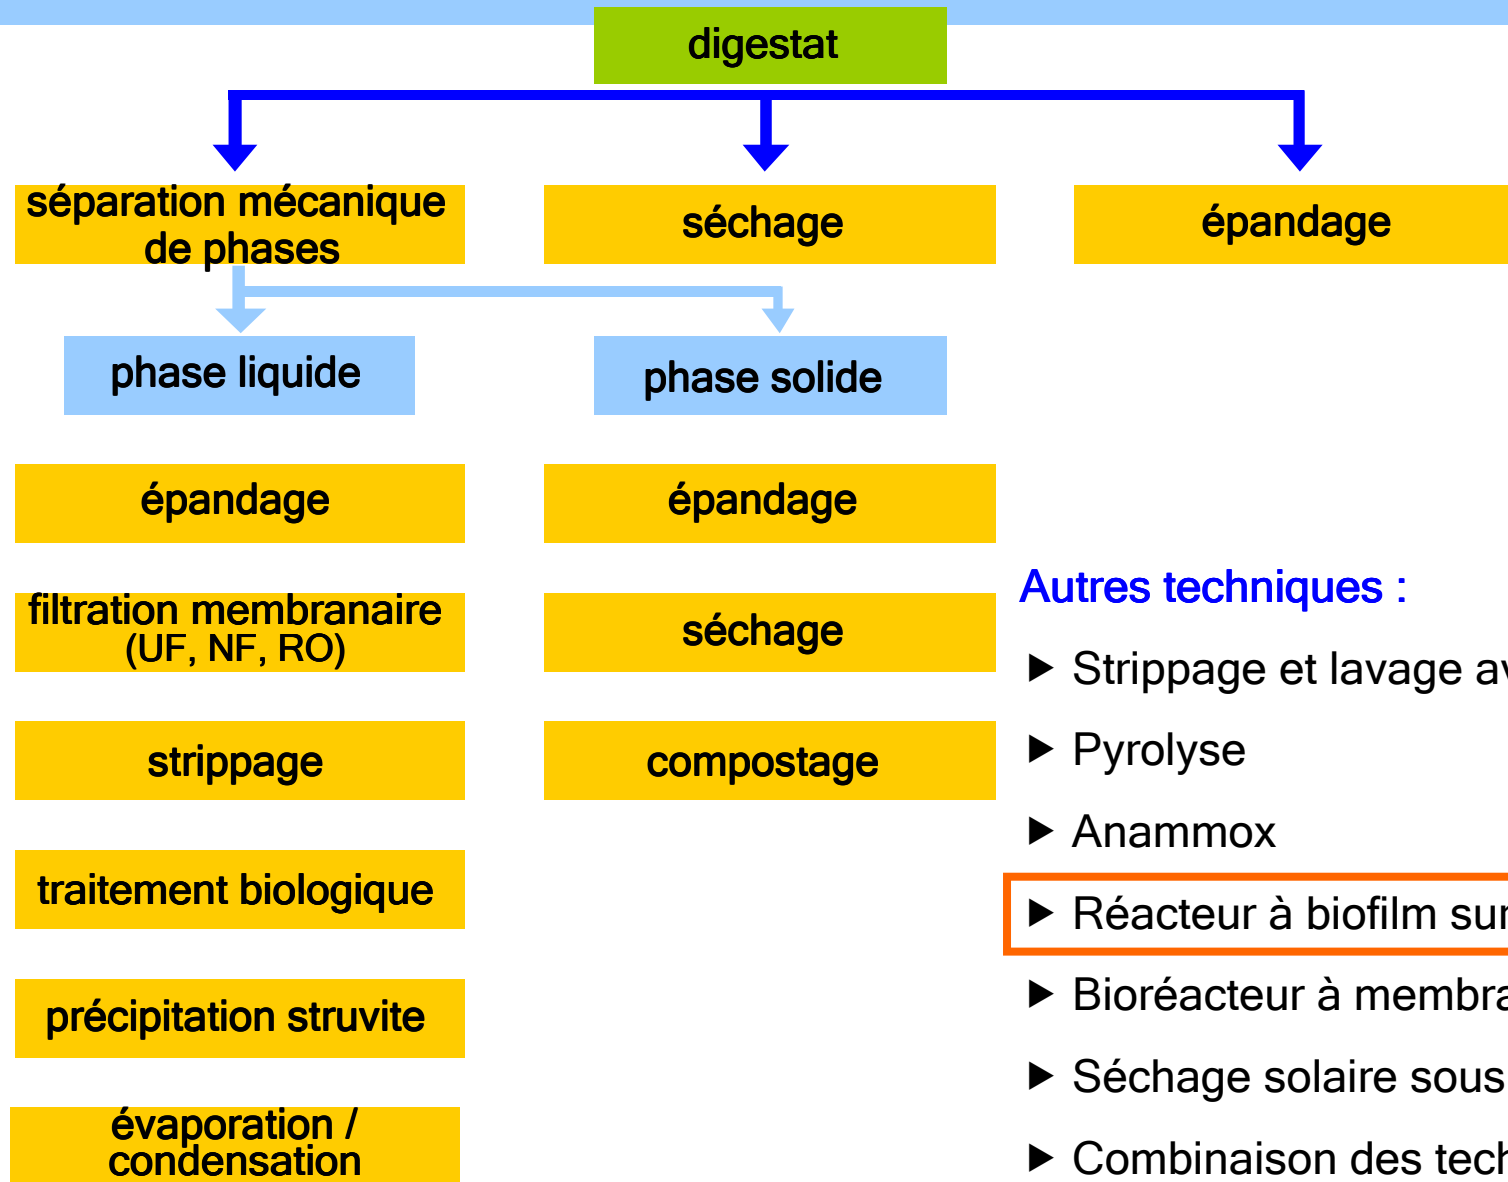 digestat
séparation mécanique
de phases
séchage
épandage
phase liquide
phase solide
épandage
épandage
filtration membranaire
(UF, NF, RO)
séchage
strippage
compostage
traitement biologique
précipitation struvite
évaporation /
condensation
Autres techniques :
▶ Strippage et lavage
▶ Pyrolyse
▶ Anammox
▶ Réacteur à biofilm
▶ Bioréacteur à
▶ Séchage solaire sous
▶ Combinaison des